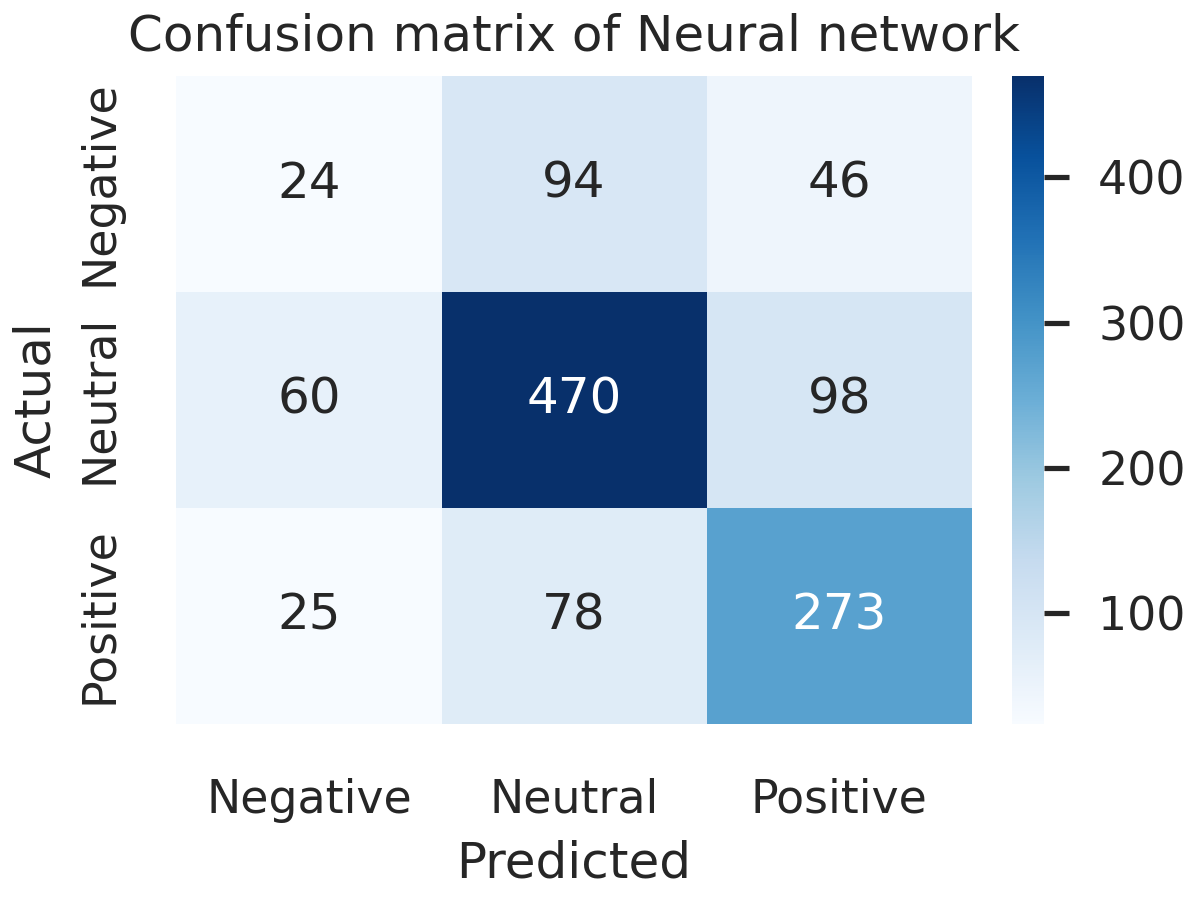 Confusion matrix of Neural network
Actual
Negative
24 94 46
Neutral
60 470 98
Positive
25 78 273
Negative Neutral Positive
Predicted
400
300
200
100